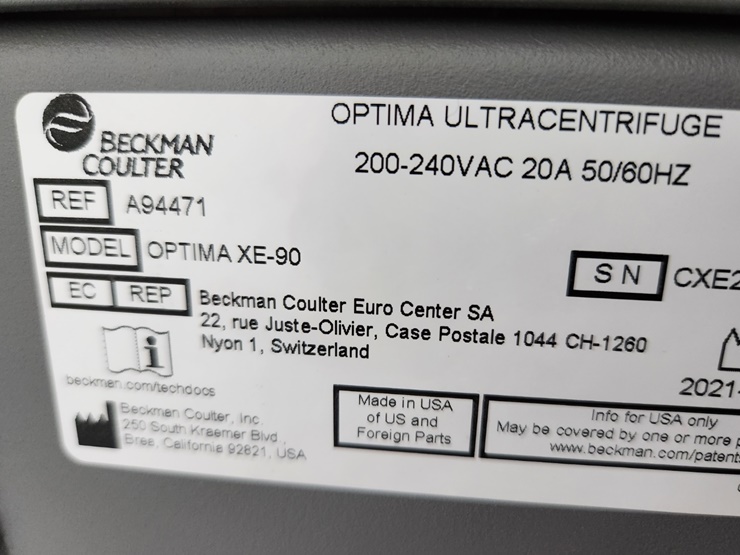 BECKMAN
COULTER
OPTIMA ULTRACENTRIFUGE
200-240VAC 20A 50/60HZ
REF A94471
MODEL OPTIMA XE-90
S N CXE2
EC REP Beckman Coulter Euro Center SA
22, rue Juste-Olivier, Case Postale 1044 CH-1260
Nyon 1, Switzerland
i
beckman.com/techdocs
2021-
Beckman Coulter, Inc.
250 South Kraemer Blvd.
Brea, California 92821, USA
Made in USA
of US and
Foreign Parts
Info for USA only
May be covered by one or more
www.beckman.com/patent